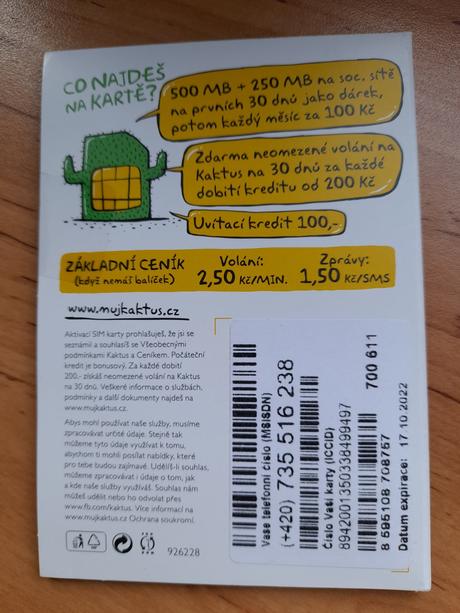 CO NAJDEŠ
NA KARTĚ?
500 MB + 250 MB na soc. sítě
na prvních 30 dnů jako dárek,
potom každý měsíc za 100 Kč
Zdarma neomezené volání na
Kaktus na 30 dnů za každé
dobití kreditu od 200 Kč
Uvítací kredit 100,-
ZÁKLADNÍ CENÍK
(když nemáš balíček)
Volání:
2,50 Kč/MIN.
Zprávy:
1,50 Kč/SMS
www.mujkaktus.cz
Aktivací SIM karty prohlašuješ, že jsi se
seznámil a souhlasíš se Všeobecnými
podmínkami Kaktus a Ceníkem. Počáteční
kredit je bonusový. Za každé dobití
200,- získáš neomezené volání na Kaktus
na 30 dnů. Veškeré informace o službách,
podmínky a další dokumenty najdeš na
www.mujkaktus.cz.
Abys mohl používat naše služby, musíme
zpracovávat určité údaje. Stejně tak
můžeme tyto využívat k tomu,
abychom ti mohli posílat nabídky, které
pro tebe budou zajímavé. Udělíš-li souhlas,
můžeme zpracovávat i údaje o tom, jak
a kde naše služby využíváš. Souhlas nám
můžeš udělit nebo ho odvolat přes
www.fb.com/kaktus. Více informací na
www.mujkaktus.cz Ochrana soukromí.
926228
Vase telefonní číslo (MSISDN)
(+420) 735 516 238
Číslo Vaší karty (ICCID)
8942001350338499497
700 611
8 595108 708757
Datum expirace: 17.10.2022